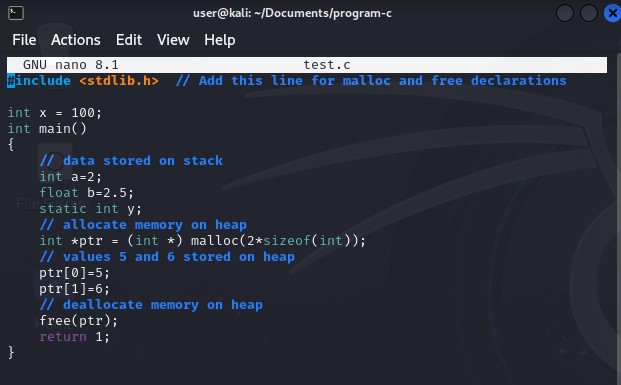 user@kali: ~/Documents/program-c
File Actions Edit View Help
GNU nano 8.1 test.c
#include <stdlib.h>  // Add this line for malloc and free declarations

int x = 100;
int main()
{
    // data stored on stack
    int a=2;
    float b=2.5;
    static int y;
    // allocate memory on heap
    int *ptr = (int *) malloc(2*sizeof(int));
    // values 5 and 6 stored on heap
    ptr[0]=5;
    ptr[1]=6;
    // deallocate memory on heap
    free(ptr);
    return 1;
}